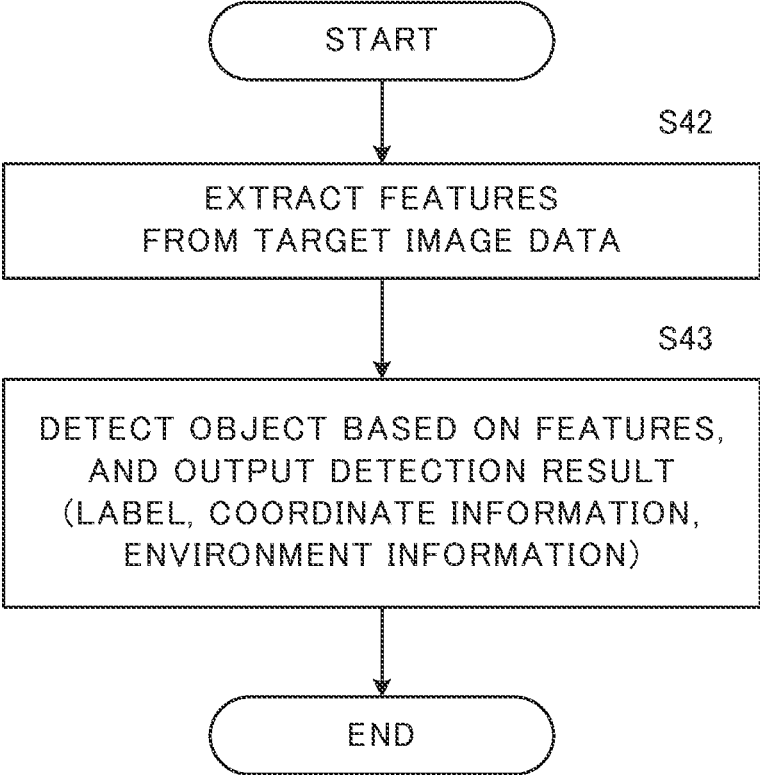 START
S42
EXTRACT FEATURES
FROM TARGET IMAGE DATA
S43
DETECT OBJECT BASED ON FEATURES,
AND OUTPUT DETECTION RESULT
(LABEL, COORDINATE INFORMATION,
ENVIRONMENT INFORMATION)
END